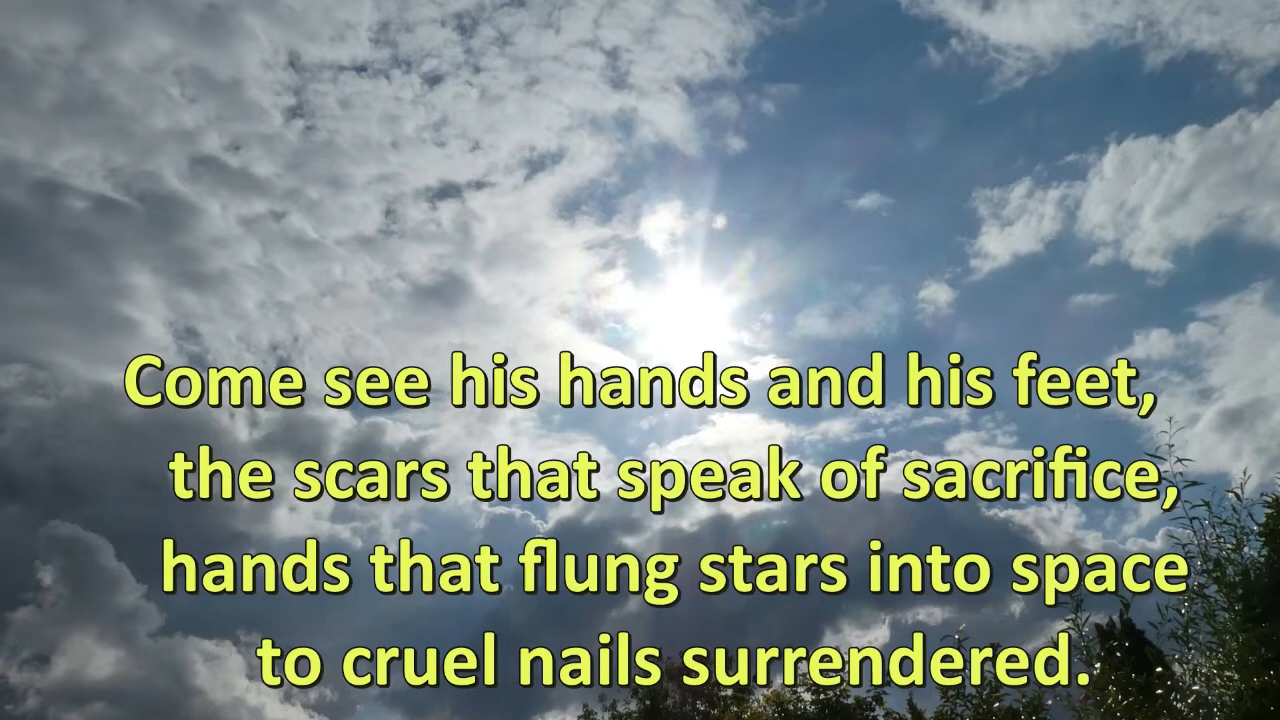 Come see his hands and his feet,
the scars that speak of sacrifice,
hands that flung stars into space
to cruel nails surrendered.